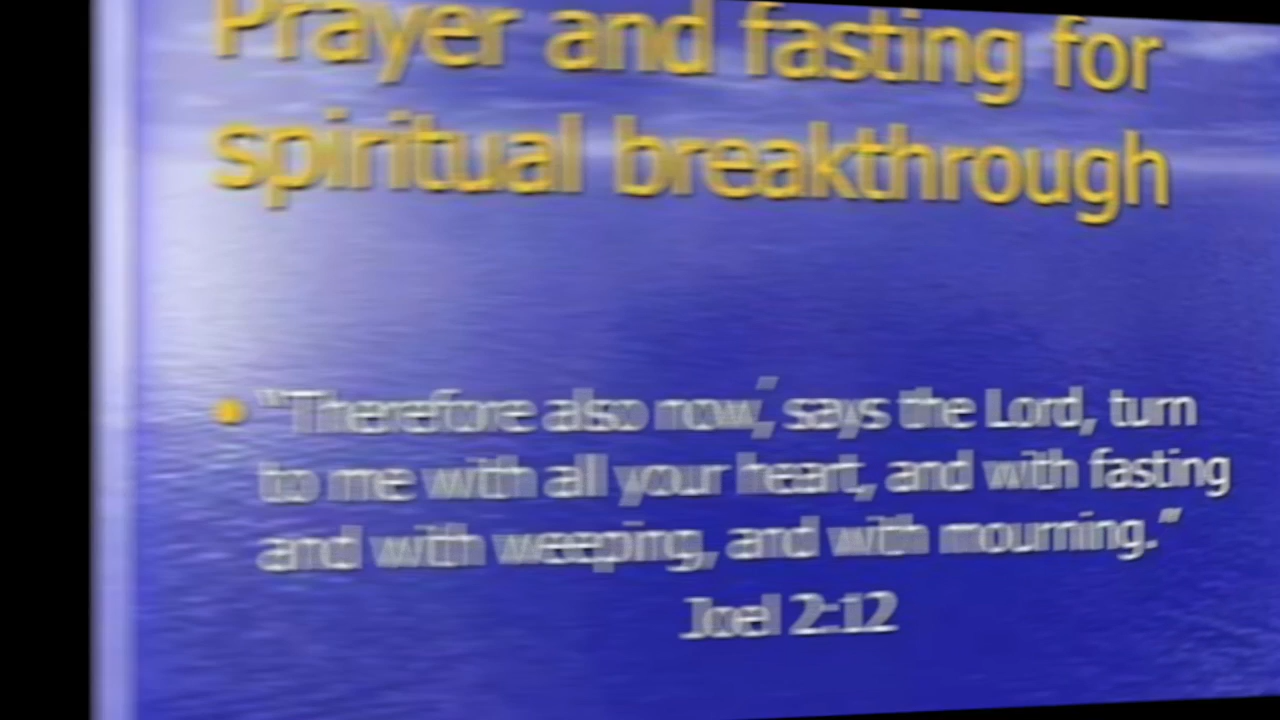 Prayer and fasting for
spiritual breakthrough
• "Therefore also now,' says the Lord, turn
to me with all your heart, and with fasting
and with weeping, and with mourning."
Joel 2:12